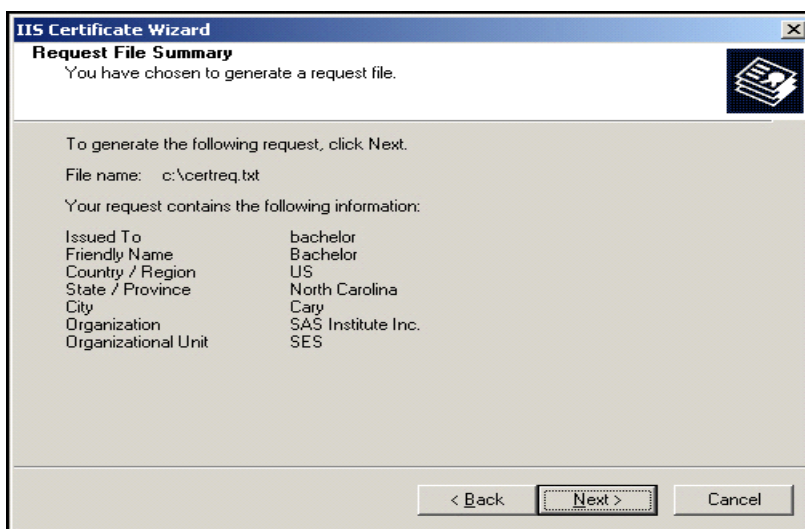 IIS Certificate Wizard
Request File Summary
You have chosen to generate a request file.
To generate the following request, click Next.
File name: c:\certreq.txt
Your request contains the following information:
Issued To bachelor
Friendly Name Bachelor
Country / Region US
State / Province North Carolina
City Cary
Organization SAS Institute Inc.
Organizational Unit SES
< Back Next > Cancel